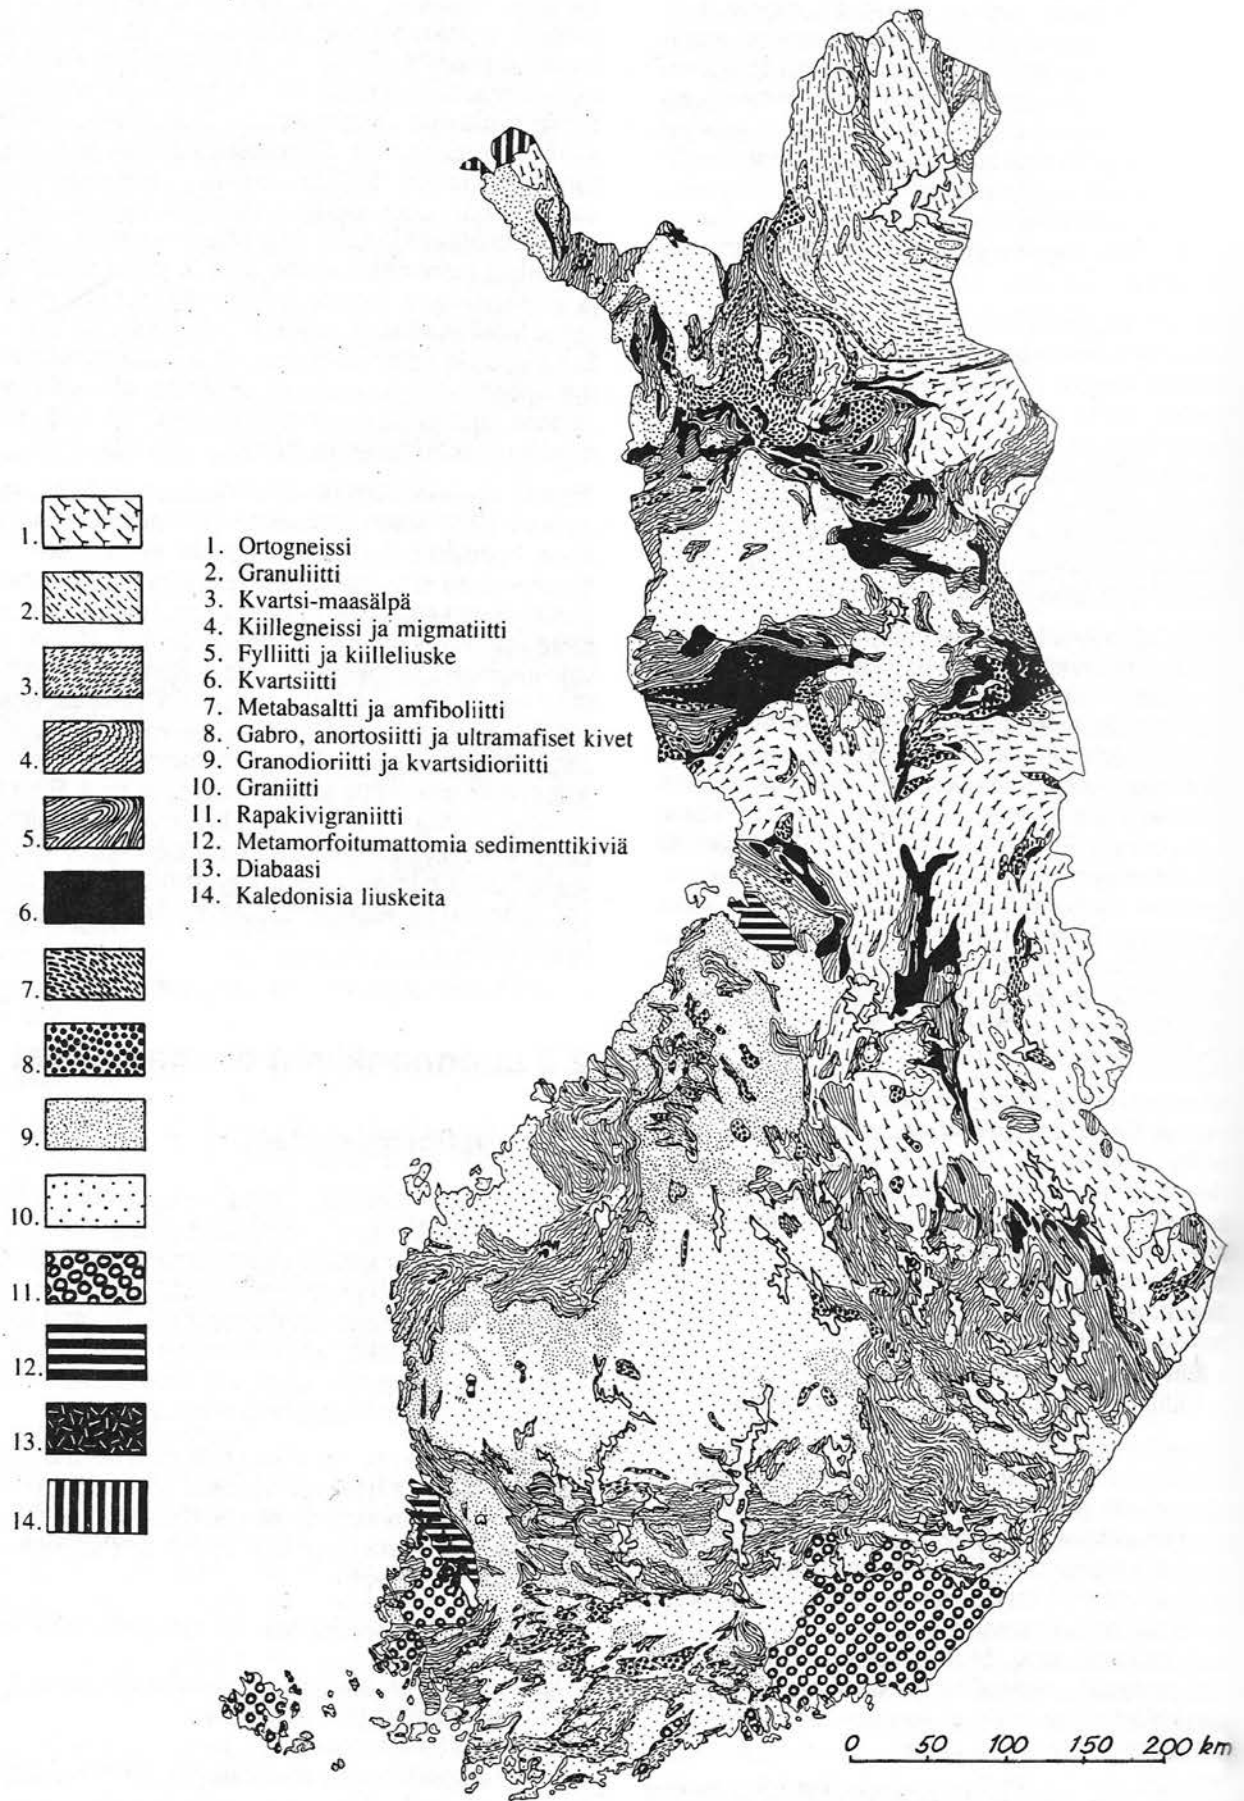 1.
2.
3.
4.
5.
6.
7.
8.
9.
10.
11.
12.
13.
14.
1. Ortogneissi
2. Granuliitti
3. Kvartsi-maasälpä
4. Kiillegneissi ja migmatiitti
5. Fylliitti ja kiilleliuske
6. Kvartsiitti
7. Metabasaltti ja amfiboliitti
8. Gabro, anortosiitti ja ultramafiset kivet
9. Granodioriitti ja kvartsidioriitti
10. Graniitti
11. Rapakivigraniitti
12. Metamorfoitumattomia sedimenttikiviä
13. Diabaasi
14. Kaledonisia liuskeita
0 50 100 150 200 km